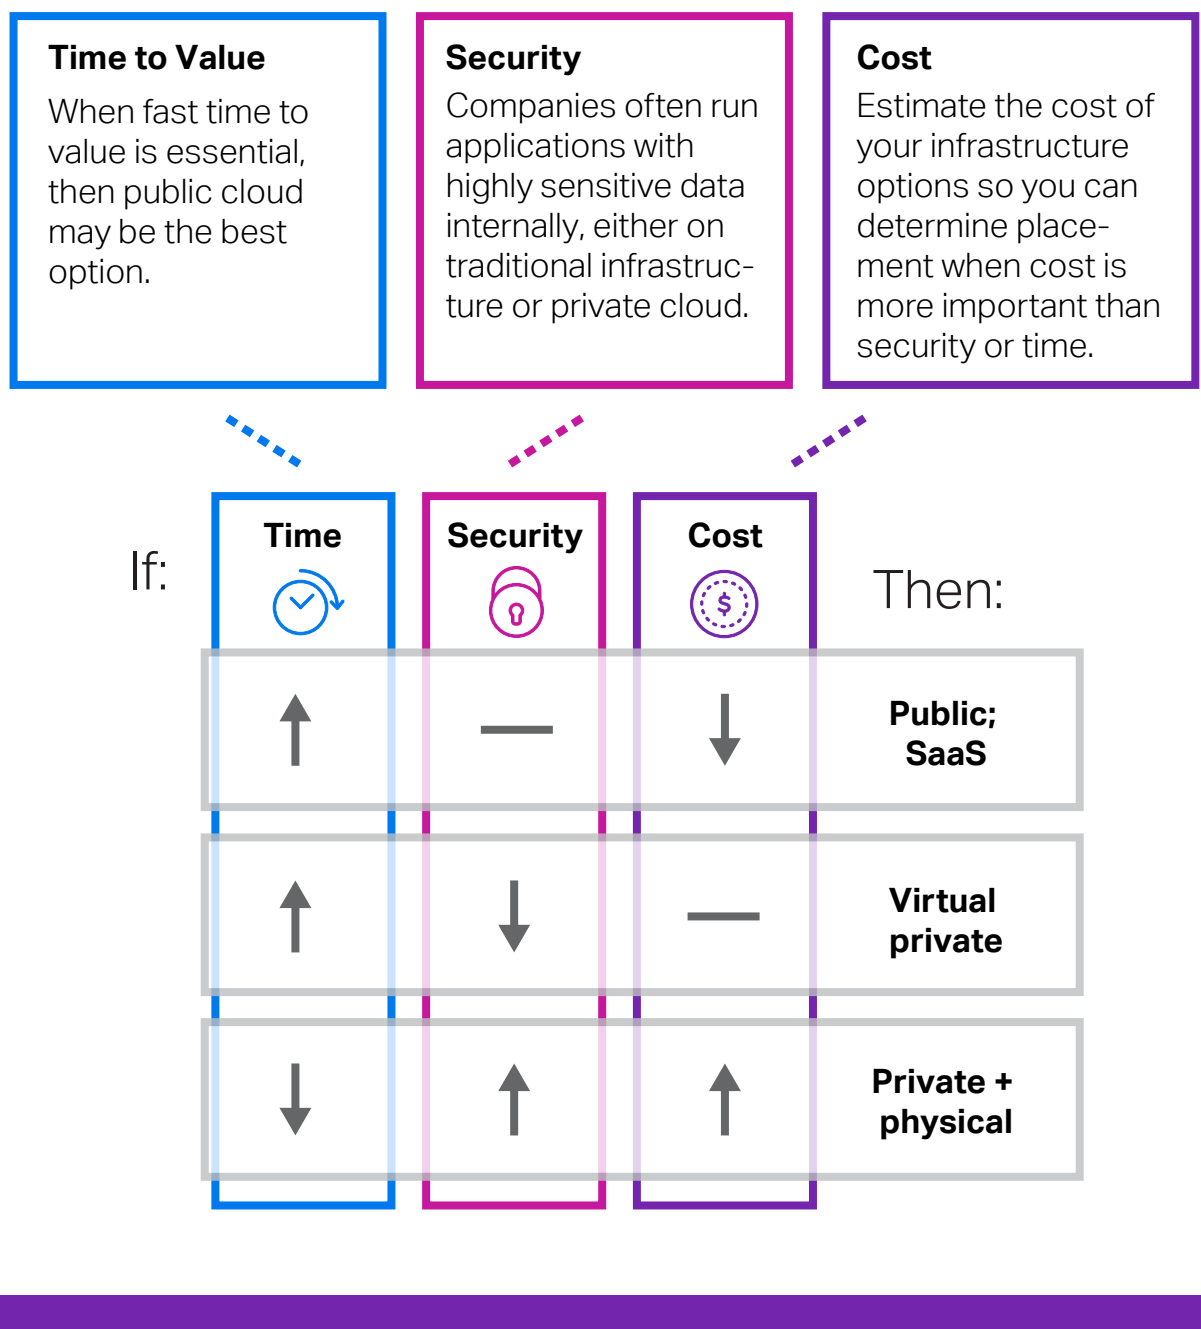 Time to Value
When fast time to
value is essential,
then public cloud
may be the best
option.
Security
Companies often run
applications with
highly sensitive data
internally, either on
traditional infrastruc-
ture or private cloud.
Cost
Estimate the cost of
your infrastructure
options so you can
determine place-
ment when cost is
more important than
security or time.
If:
Time
Security
Cost
$
Then:
Public;
SaaS
Virtual
private
Private +
physical